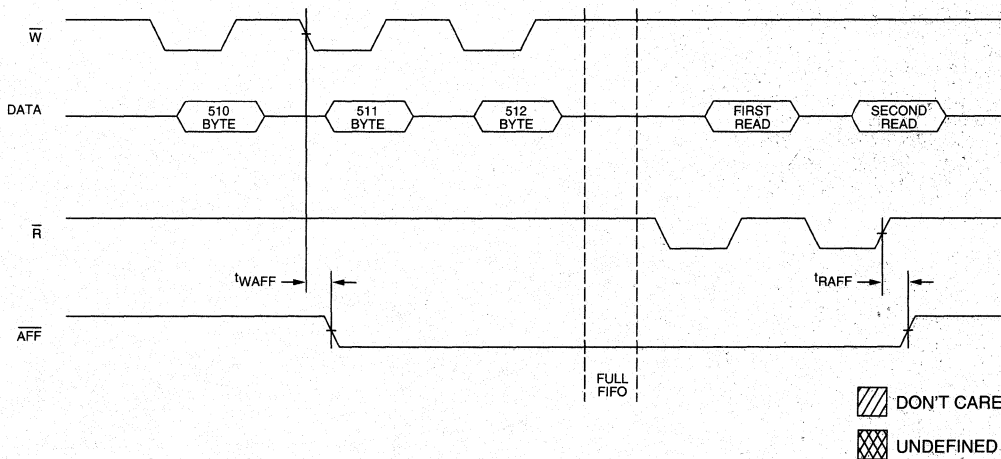 W
DATA
510
BYTE
511
BYTE
512
BYTE
FIRST
READ
SECOND
READ
R
tWAFF
tRAFF
AFF
FULL
FIFO
DON'T CARE
UNDEFINED